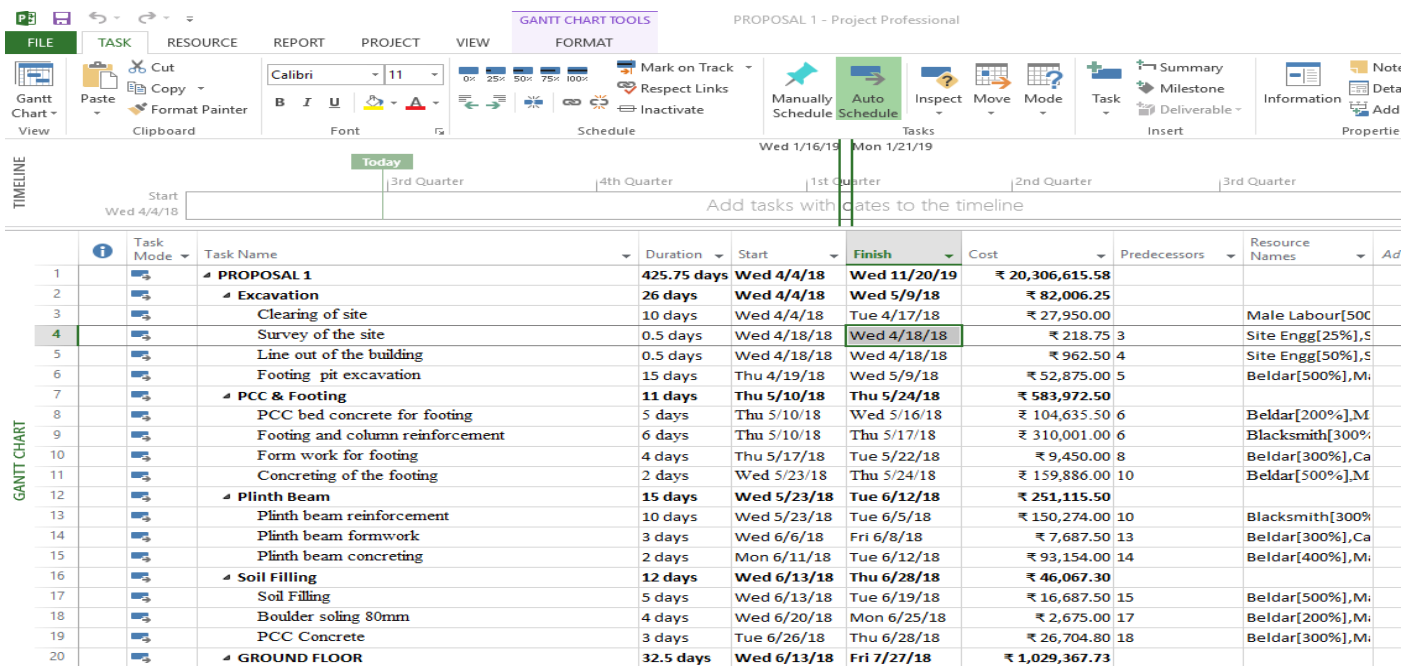 GANTT CHART TOOLS PROPOSAL 1 - Project Professional
FILE TASK RESOURCE REPORT PROJECT VIEW FORMAT
Gantt Chart
View
Paste
Cut
Copy
Format Painter
Clipboard
Calibri 11
B I U A
Font
0× 25× 50× 75× 100×
Mark on Track
Respect Links
Inactivate
Schedule
Manually Schedule
Auto Schedule
Inspect
Move
Mode
Tasks
Task
Summary
Milestone
Deliverable
Insert
Information
Note
Deta
Add
Propertie
TIMELINE
Wed 1/16/19 Mon 1/21/19
Today
3rd Quarter 4th Quarter 1st Quarter 2nd Quarter 3rd Quarter
Start
Wed 4/4/18
Add tasks with dates to the timeline
GANTT CHART
Task Mode Task Name Duration Start Finish Cost Predecessors Resource Names Ad
1 PROPOSAL 1 425.75 days Wed 4/4/18 Wed 11/20/19 ₹ 20,306,615.58
2 Excavation 26 days Wed 4/4/18 Wed 5/9/18 ₹ 82,006.25
3 Clearing of site 10 days Wed 4/4/18 Tue 4/17/18 ₹ 27,950.00 Male Labour[500
4 Survey of the site 0.5 days Wed 4/18/18 Wed 4/18/18 ₹ 218.75 3 Site Engg[25%],S
5 Line out of the building 0.5 days Wed 4/18/18 Wed 4/18/18 ₹ 962.50 4 Site Engg[50%],S
6 Footing pit excavation 15 days Thu 4/19/18 Wed 5/9/18 ₹ 52,875.00 5 Beldar[500%],Ma
7 PCC & Footing 11 days Thu 5/10/18 Thu 5/24/18 ₹ 583,972.50
8 PCC bed concrete for footing 5 days Thu 5/10/18 Wed 5/16/18 ₹ 104,635.50 6 Beldar[200%],M
9 Footing and column reinforcement 6 days Thu 5/10/18 Thu 5/17/18 ₹ 310,001.00 6 Blacksmith[300%
10 Form work for footing 4 days Thu 5/17/18 Tue 5/22/18 ₹ 9,450.00 8 Beldar[300%],Ca
11 Concreting of the footing 2 days Wed 5/23/18 Thu 5/24/18 ₹ 159,886.00 10 Beldar[500%],M
12 Plinth Beam 15 days Wed 5/23/18 Tue 6/12/18 ₹ 251,115.50
13 Plinth beam reinforcement 10 days Wed 5/23/18 Tue 6/5/18 ₹ 150,274.00 10 Blacksmith[300%
14 Plinth beam formwork 3 days Wed 6/6/18 Fri 6/8/18 ₹ 7,687.50 13 Beldar[300%],Ca
15 Plinth beam concreting 2 days Mon 6/11/18 Tue 6/12/18 ₹ 93,154.00 14 Beldar[400%],Ma
16 Soil Filling 12 days Wed 6/13/18 Thu 6/28/18 ₹ 46,067.30
17 Soil Filling 5 days Wed 6/13/18 Tue 6/19/18 ₹ 16,687.50 15 Beldar[500%],Ma
18 Boulder soling 80mm 4 days Wed 6/20/18 Mon 6/25/18 ₹ 2,675.00 17 Beldar[200%],Ma
19 PCC Concrete 3 days Tue 6/26/18 Thu 6/28/18 ₹ 26,704.80 18 Beldar[300%],Ma
20 GROUND FLOOR 32.5 days Wed 6/13/18 Fri 7/27/18 ₹ 1,029,367.73